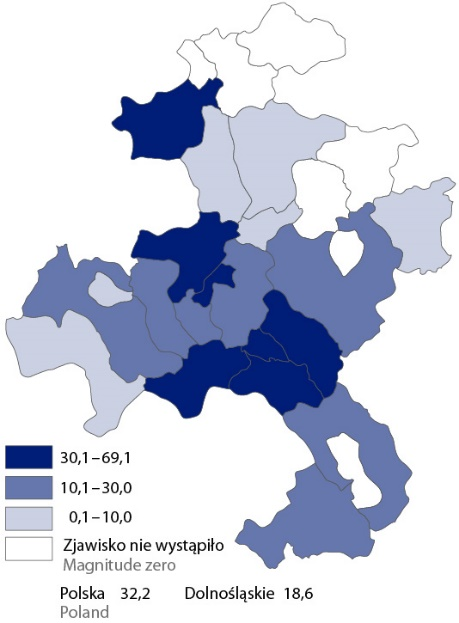 30,1–69,1
10,1–30,0
0,1–10,0
Zjawisko nie wystąpiło
Magnitude zero
Polska 32,2 Dolnośląskie 18,6
Poland